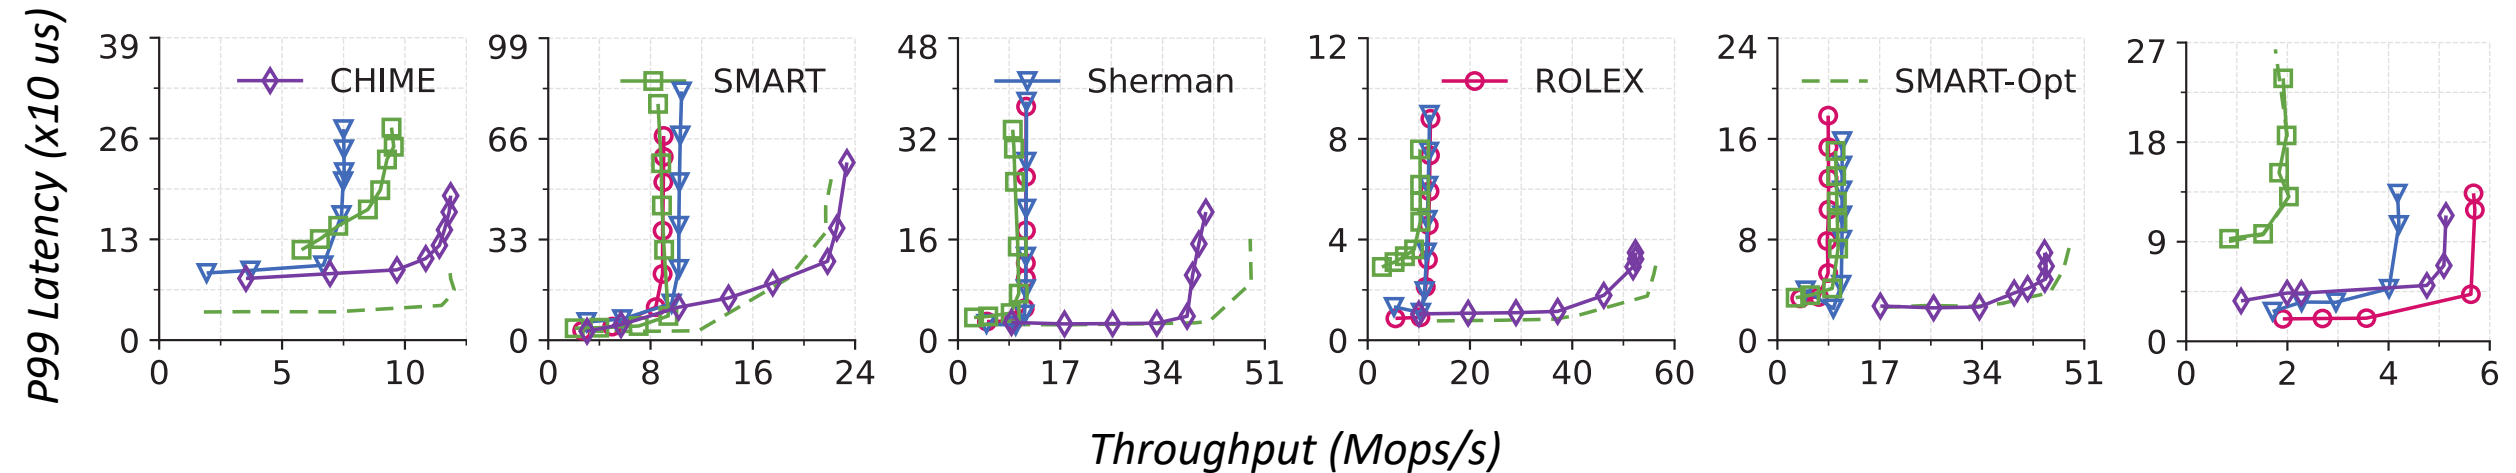 P99 Latency (x10 us)
39 26 13 0
0 5 10
CHIME
99 66 33 0
0 8 16 24
SMART
48 32 16 0
0 17 34 51
Sherman
12 8 4 0
0 20 40 60
ROLEX
24 16 8 0
0 17 34 51
SMART-Opt
27 18 9 0
0 2 4 6
Throughput (Mops/s)